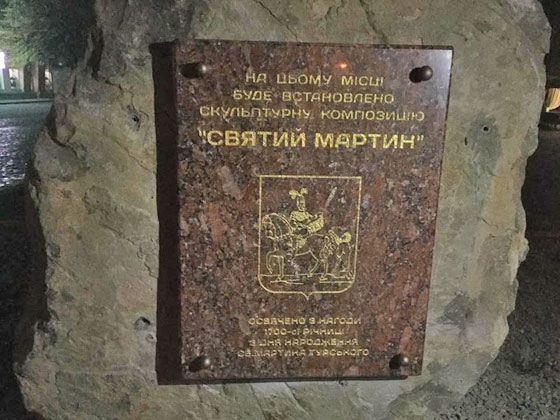 НА ЦЬОМУ МІСЦІ
БУДЕ ВСТАНОВЛЕНО
СКУЛЬПТУРНУ КОМПОЗИЦІЮ
"СВЯТИЙ МАРТИН"
ОСВЯЧЕНО З НАГОДИ
1700-ої РІЧНИЦІ
З ДНЯ НАРОДЖЕННЯ
СВ.МАРТИНА ТУРСЬКОГО